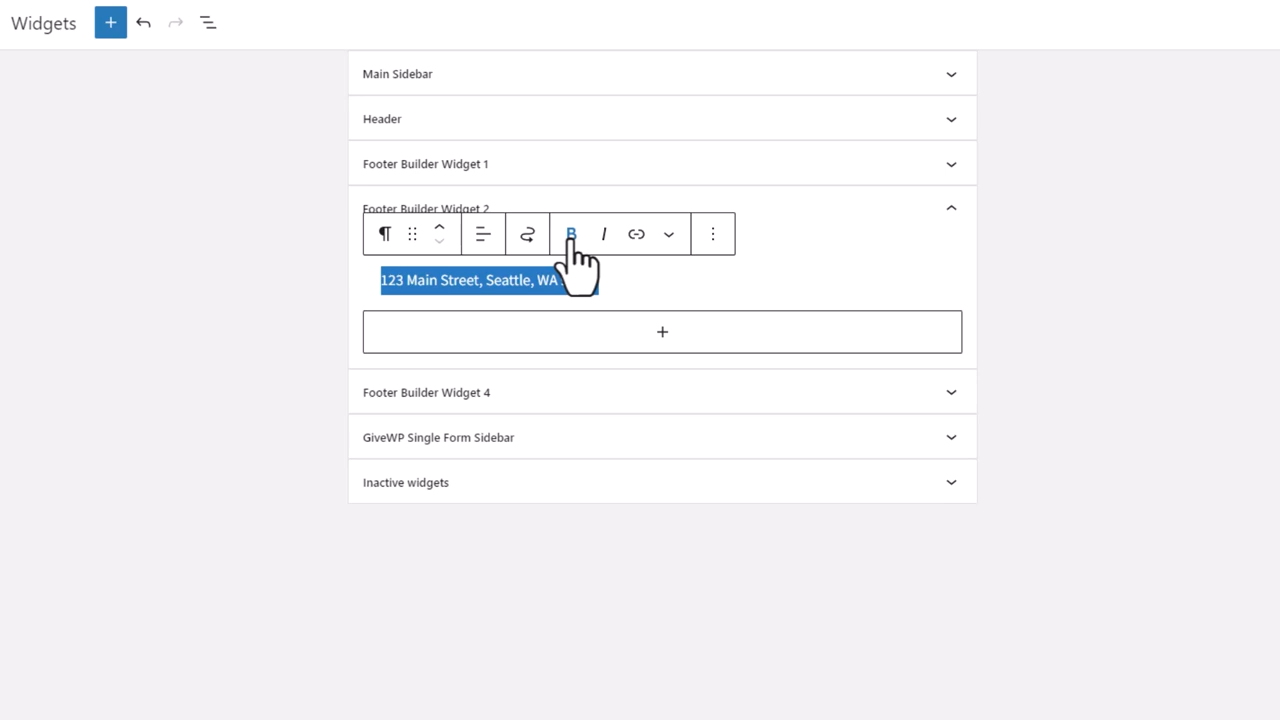 Widgets
Main Sidebar
Header
Footer Builder Widget 1
Footer Builder Widget 2
B I
123 Main Street, Seattle, WA
Footer Builder Widget 4
GiveWP Single Form Sidebar
Inactive widgets